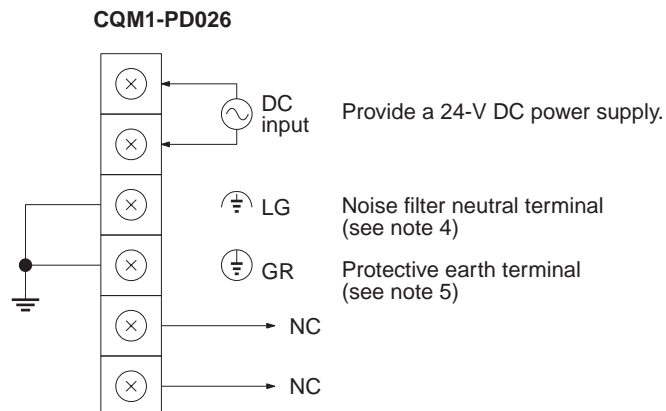 CQM1-PD026
DC
input
Provide a 24-V DC power supply.
LG
Noise filter neutral terminal
(see note 4)
GR
Protective earth terminal
(see note 5)
NC
NC